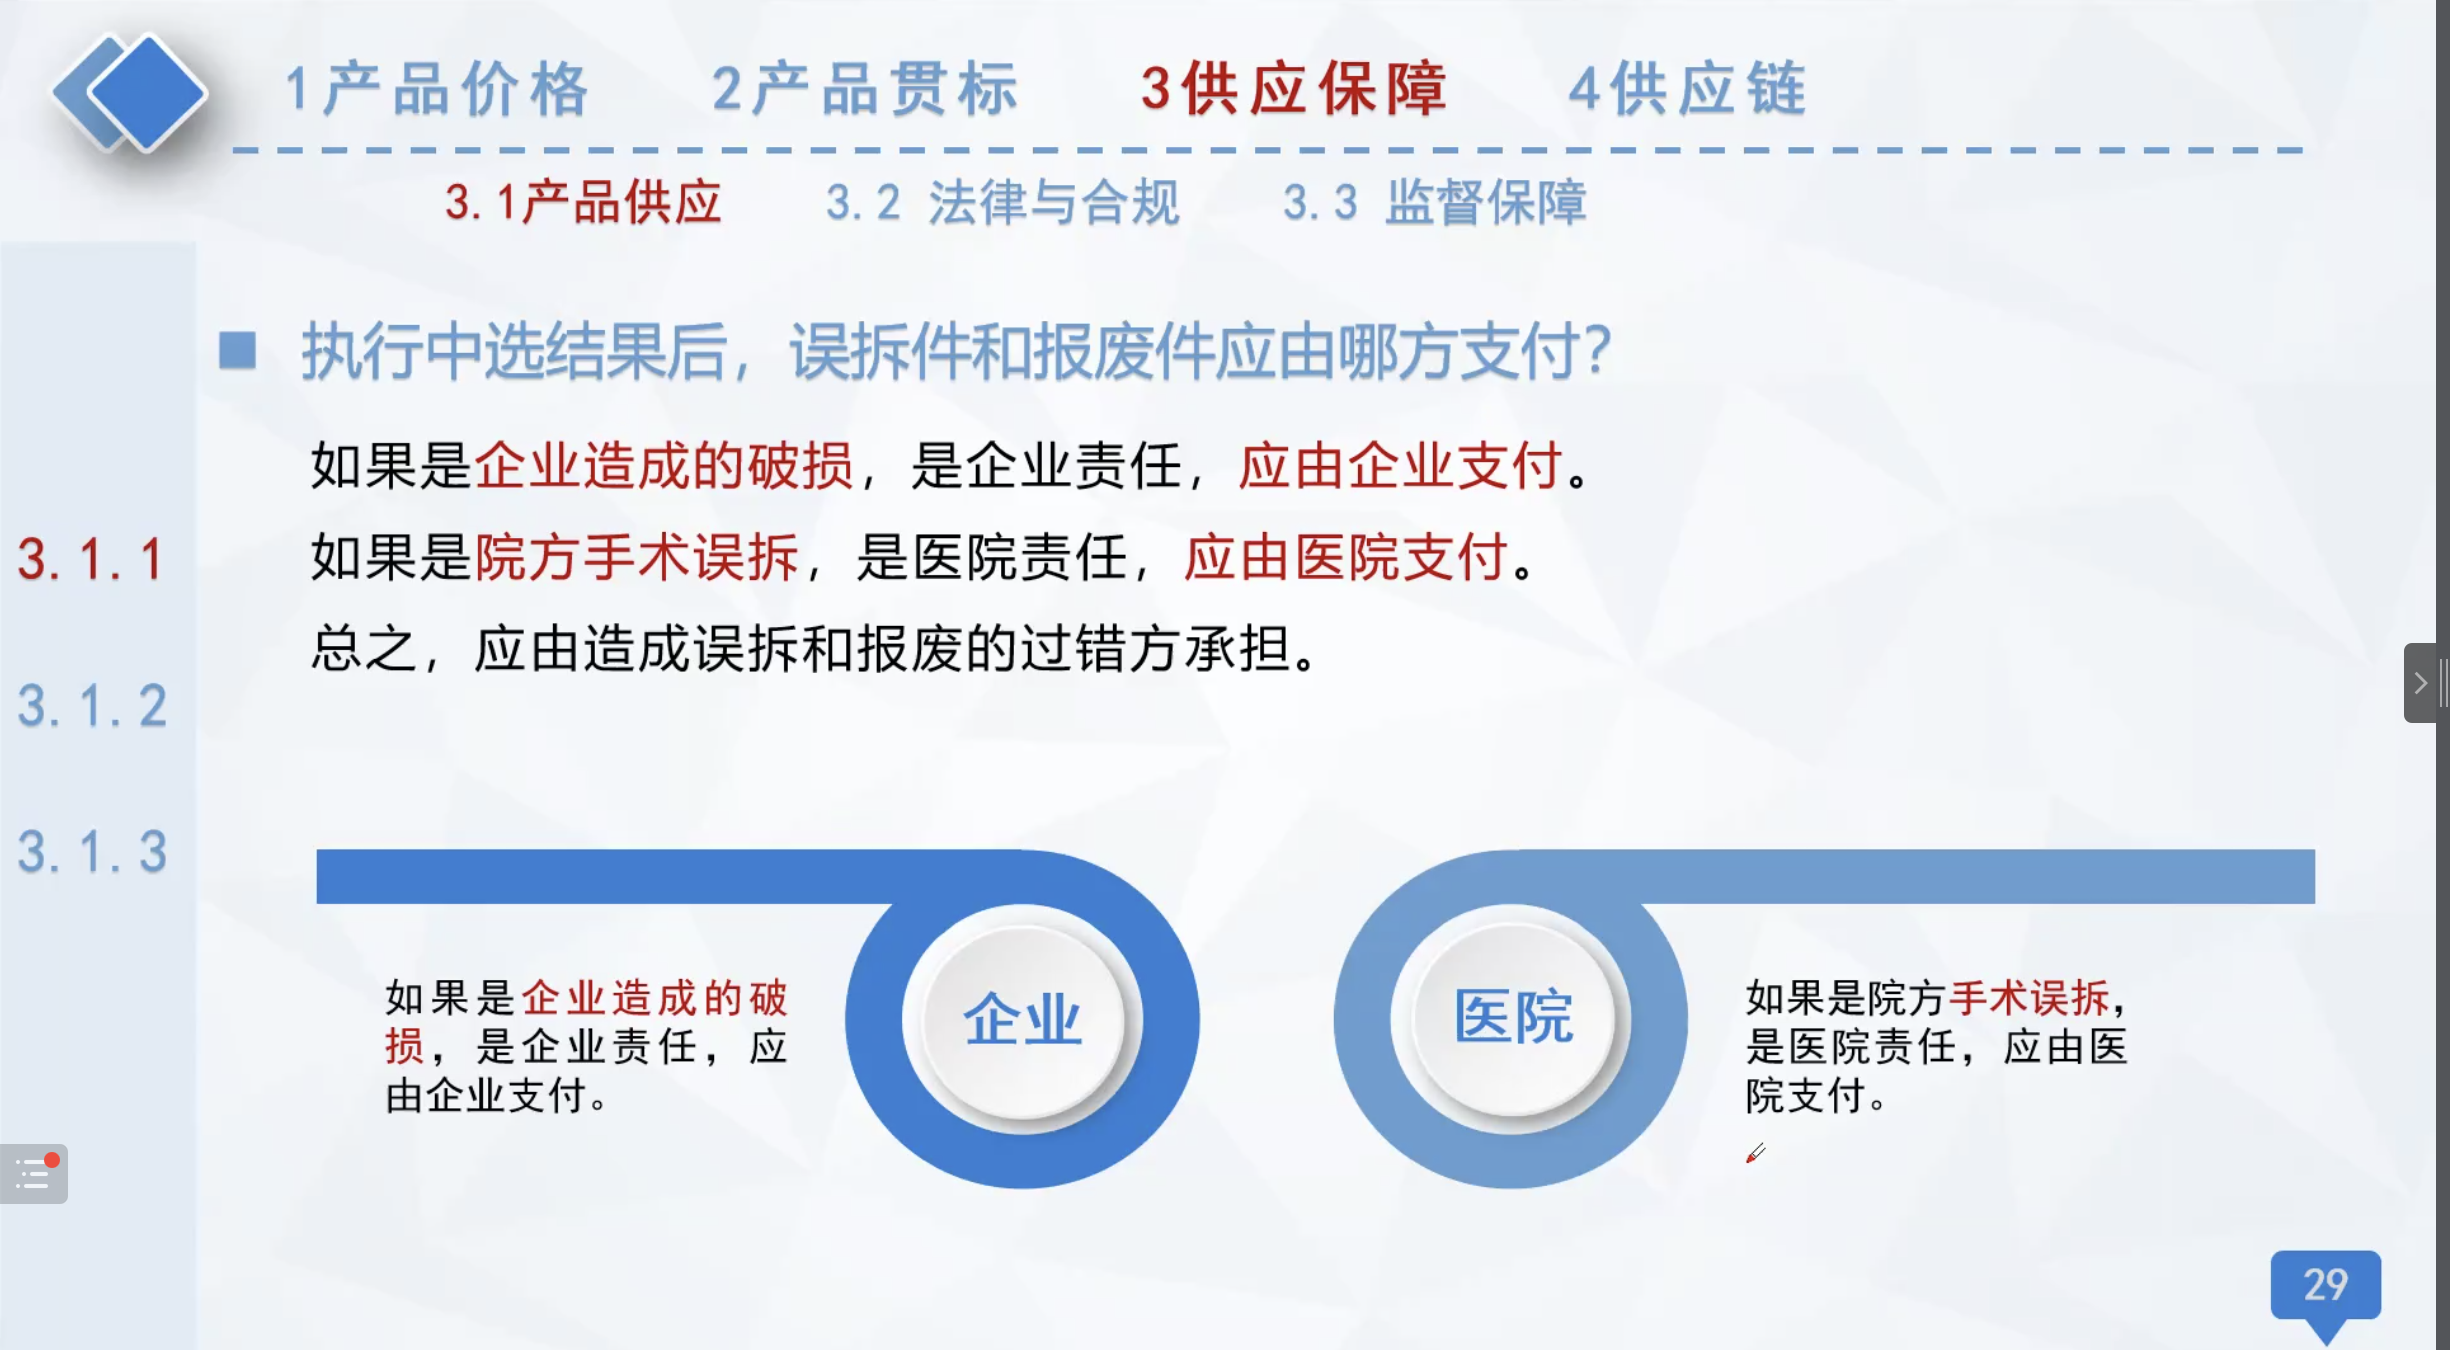 1产品价格 2产品贯标 3供应保障 4供应链
3.1产品供应 3.2 法律与合规 3.3 监督保障
执行中选结果后，误拆件和报废件应由哪方支付？
如果是企业造成的破损，是企业责任，应由企业支付。
如果是院方手术误拆，是医院责任，应由医院支付。
总之，应由造成误拆和报废的过错方承担。
3.1.1
3.1.2
3.1.3
如果是企业造成的破
损，是企业责任，应
由企业支付。
企业
医院
如果是院方手术误拆，
是医院责任，应由医
院支付。
29